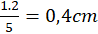 1.2/5 = 0,4cm